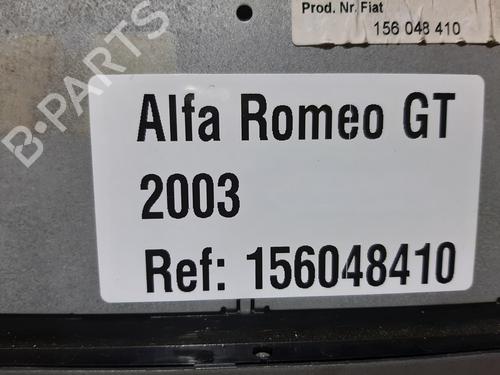 Prod. Nr. Fiat
156 048 410
B-PARTS
Alfa Romeo GT
2003
Ref: 156048410